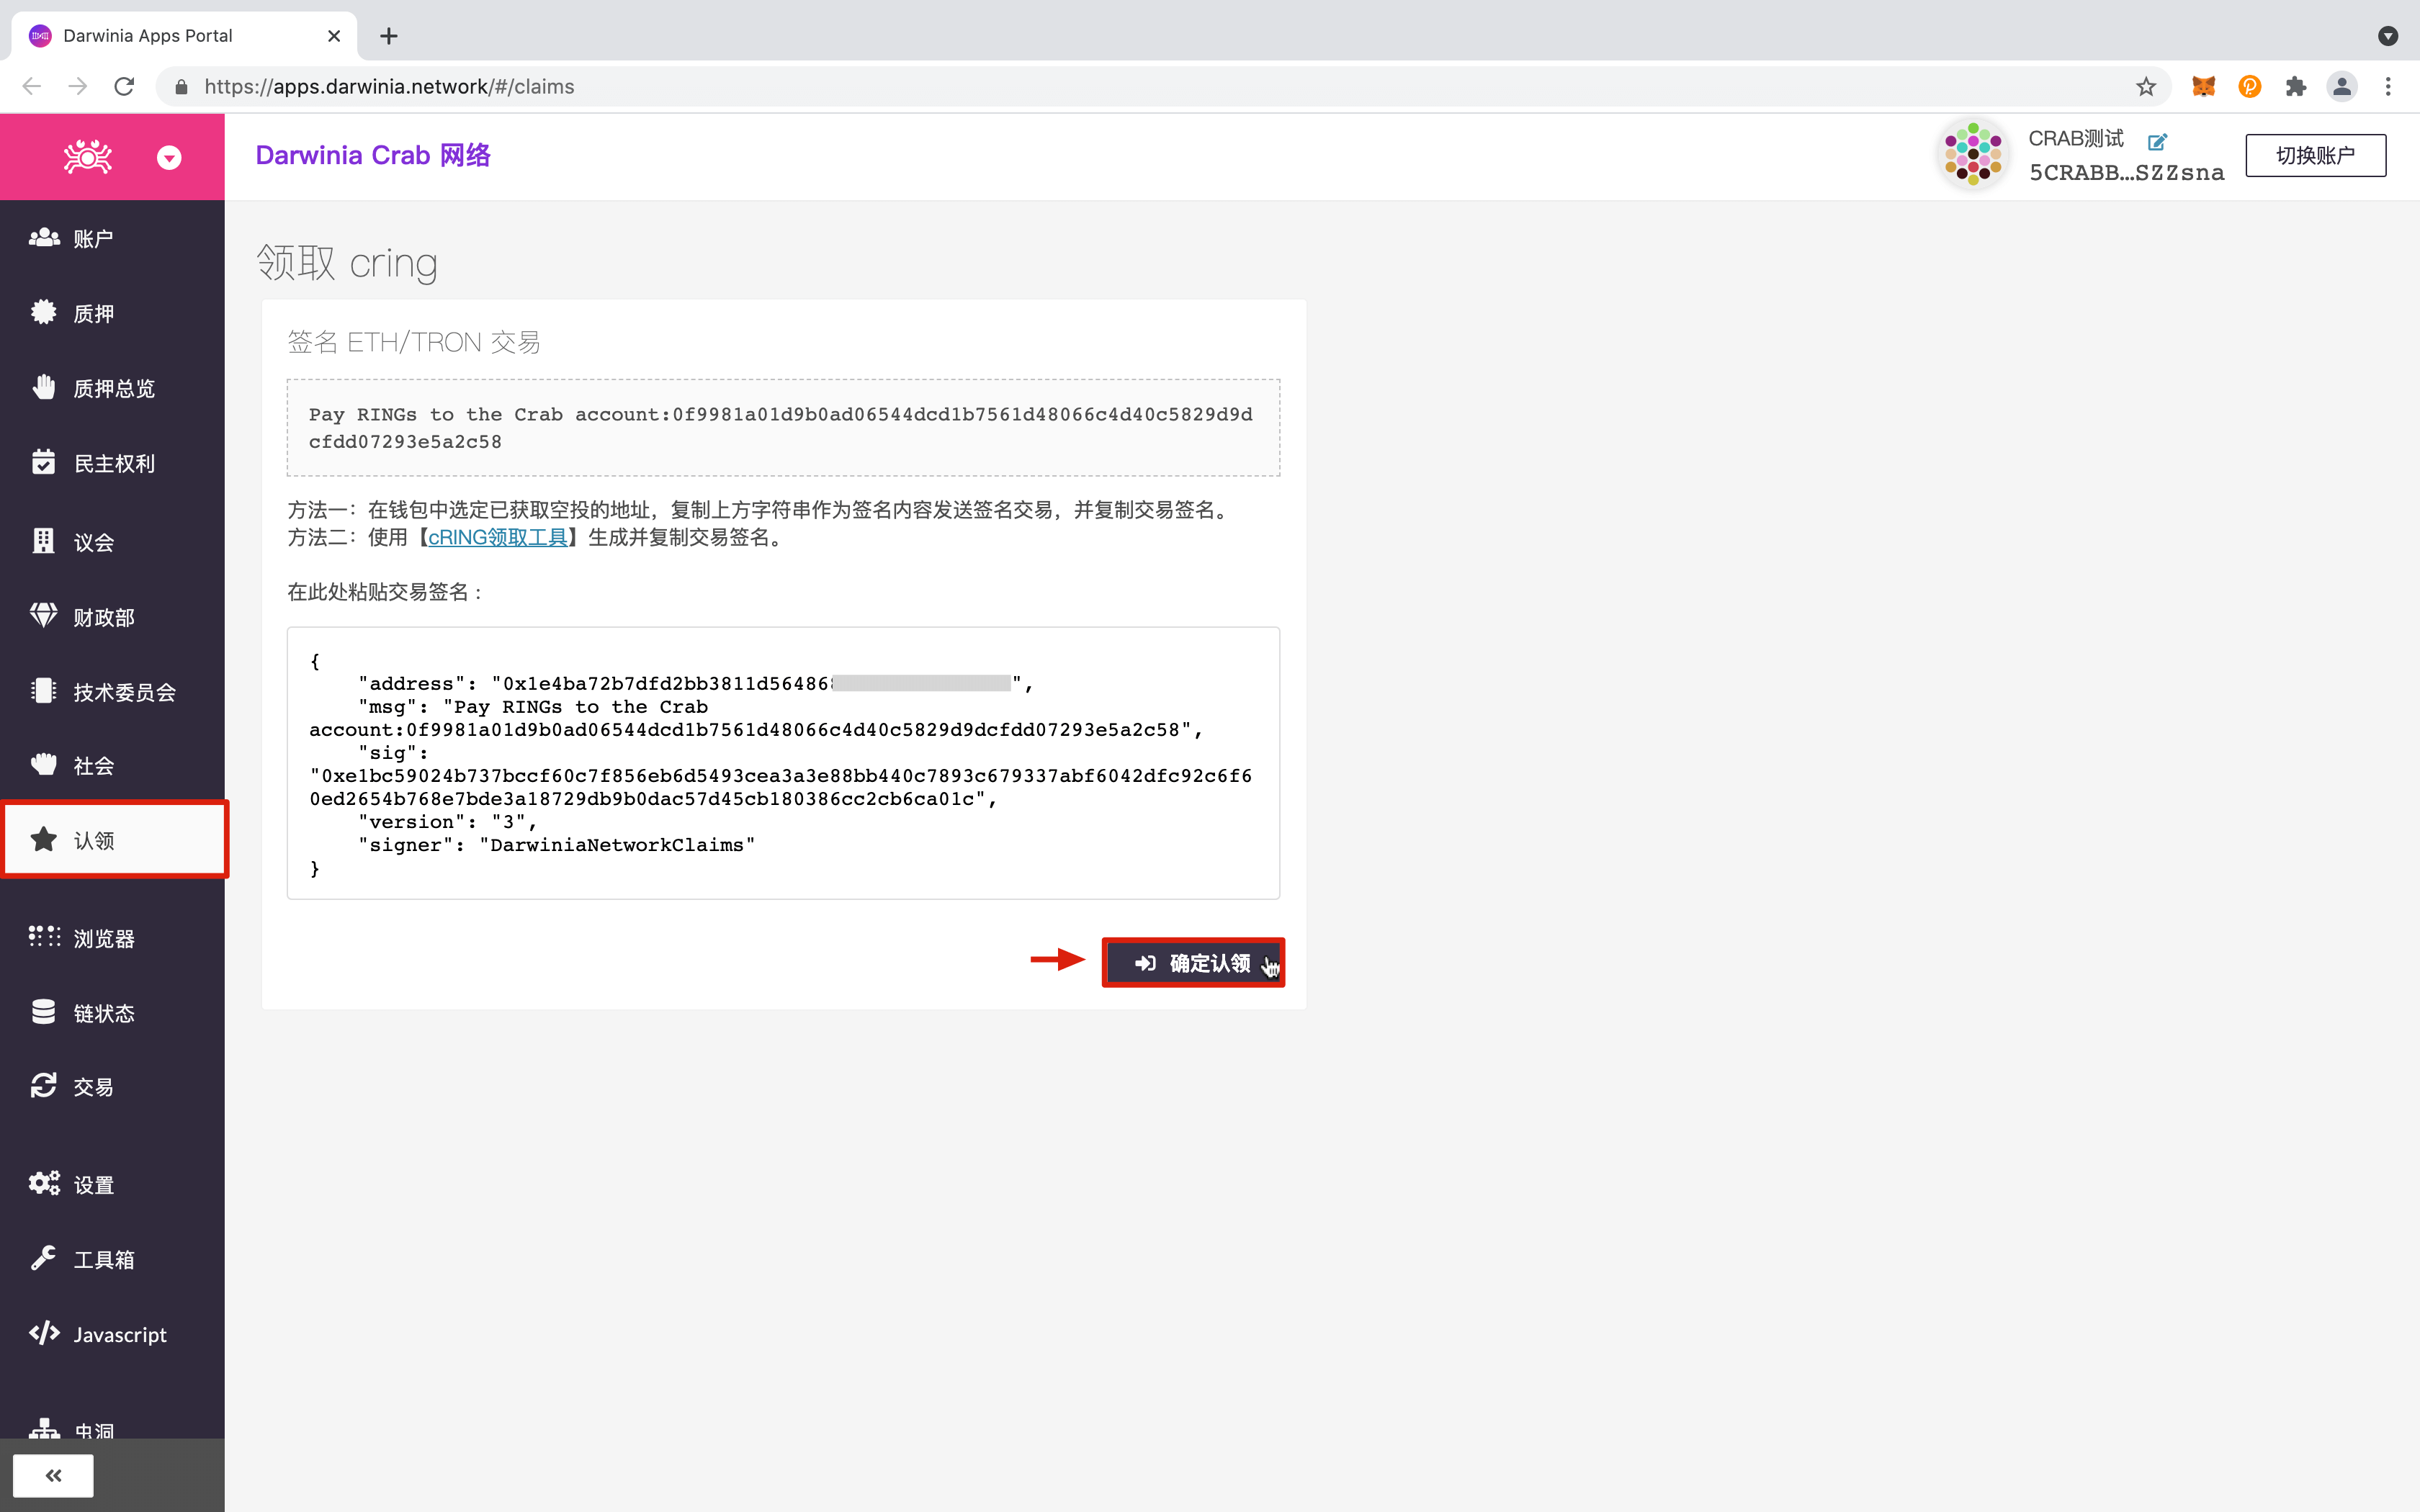 Darwinia Apps Portal
https://apps.darwinia.network/#/claims
Darwinia Crab 网络
CRAB测试
5CRABB…SZZsna
切换账户
账户
质押
质押总览
民主权利
议会
财政部
技术委员会
社会
认领
浏览器
链状态
交易
设置
工具箱
Javascript
虫洞
领取 cring
签名 ETH/TRON 交易
Pay RINGs to the Crab account:0f9981a01d9b0ad06544dcd1b7561d48066c4d40c5829d9d
cfdd07293e5a2c58
方法一：在钱包中选定已获取空投的地址，复制上方字符串作为签名内容发送签名交易，并复制交易签名。
方法二：使用【cRING领取工具】生成并复制交易签名。
在此处粘贴交易签名：
{
"address": "0x1e4ba72b7dfd2bb3811d56486 ",
"msg": "Pay RINGs to the Crab
account:0f9981a01d9b0ad06544dcd1b7561d48066c4d40c5829d9dcfdd07293e5a2c58",
"sig":
"0xe1bc59024b737bccf60c7f856eb6d5493cea3a3e88bb440c7893c679337abf6042dfc92c6f6
0ed2654b768e7bde3a18729db9b0dac57d45cb180386cc2cb6ca01c",
"version": "3",
"signer": "DarwiniaNetworkClaims"
}
确定认领